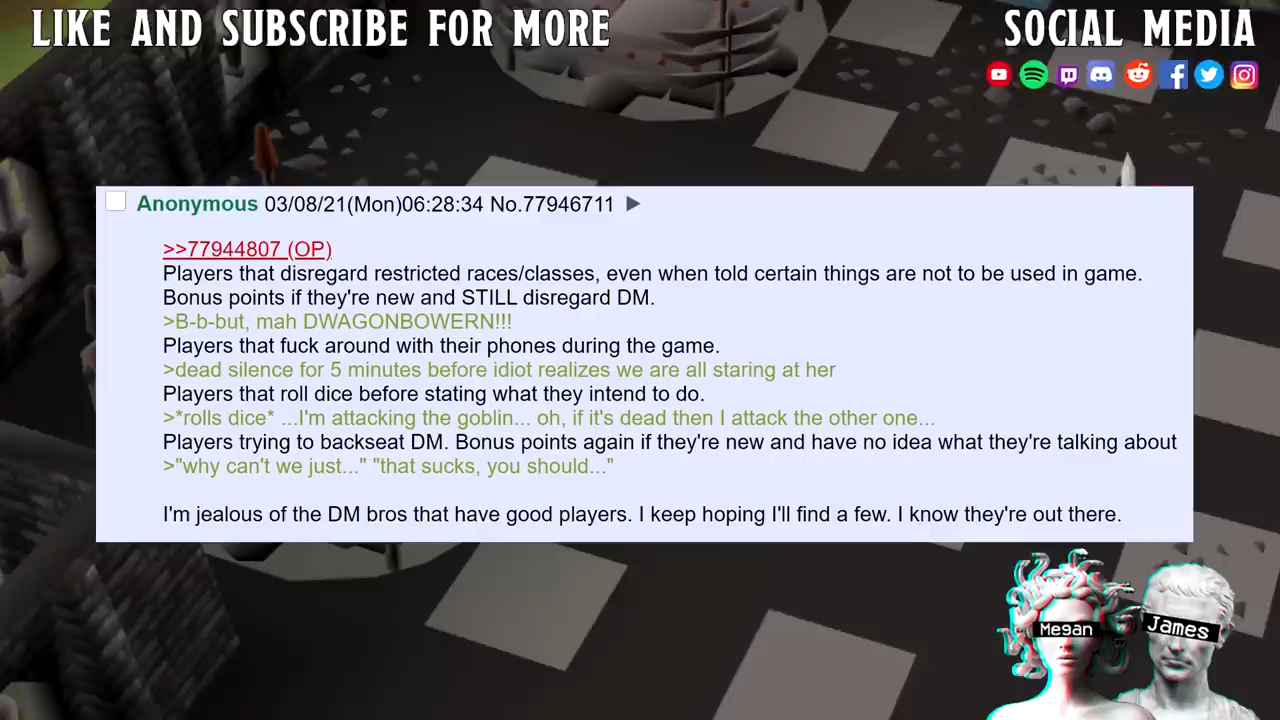 LIKE AND SUBSCRIBE FOR MORE
SOCIAL MEDIA
Anonymous 03/08/21(Mon)06:28:34 No.77946711 ▶
>>77944807 (OP)
Players that disregard restricted races/classes, even when told certain things are not to be used in game.
Bonus points if they're new and STILL disregard DM.
>B-b-but, mah DWAGONBOWERN!!!
Players that fuck around with their phones during the game.
>dead silence for 5 minutes before idiot realizes we are all staring at her
Players that roll dice before stating what they intend to do.
>*rolls dice* ...I'm attacking the goblin... oh, if it's dead then I attack the other one...
Players trying to backseat DM. Bonus points again if they're new and have no idea what they're talking about
>"why can't we just..." "that sucks, you should..."
I'm jealous of the DM bros that have good players. I keep hoping I'll find a few. I know they're out there.
Megan
James